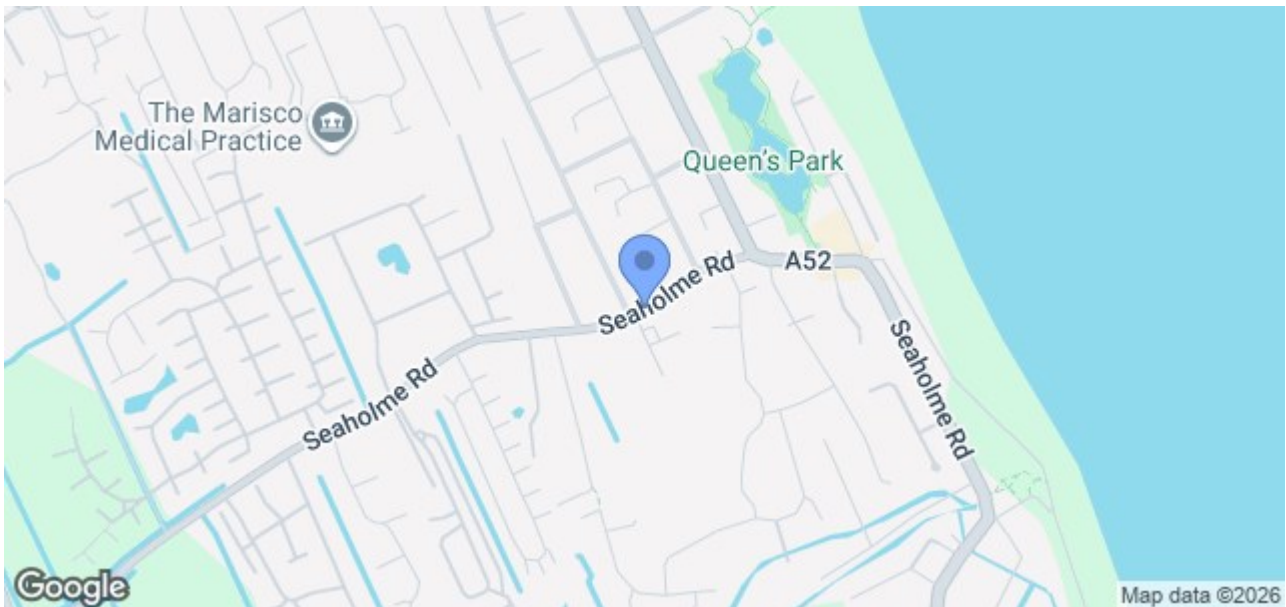 The Marisco
Medical Practice
Queen's Park
Seaholme Rd
A52
Seaholme Rd
Seaholme Rd
Google
Map data ©2026